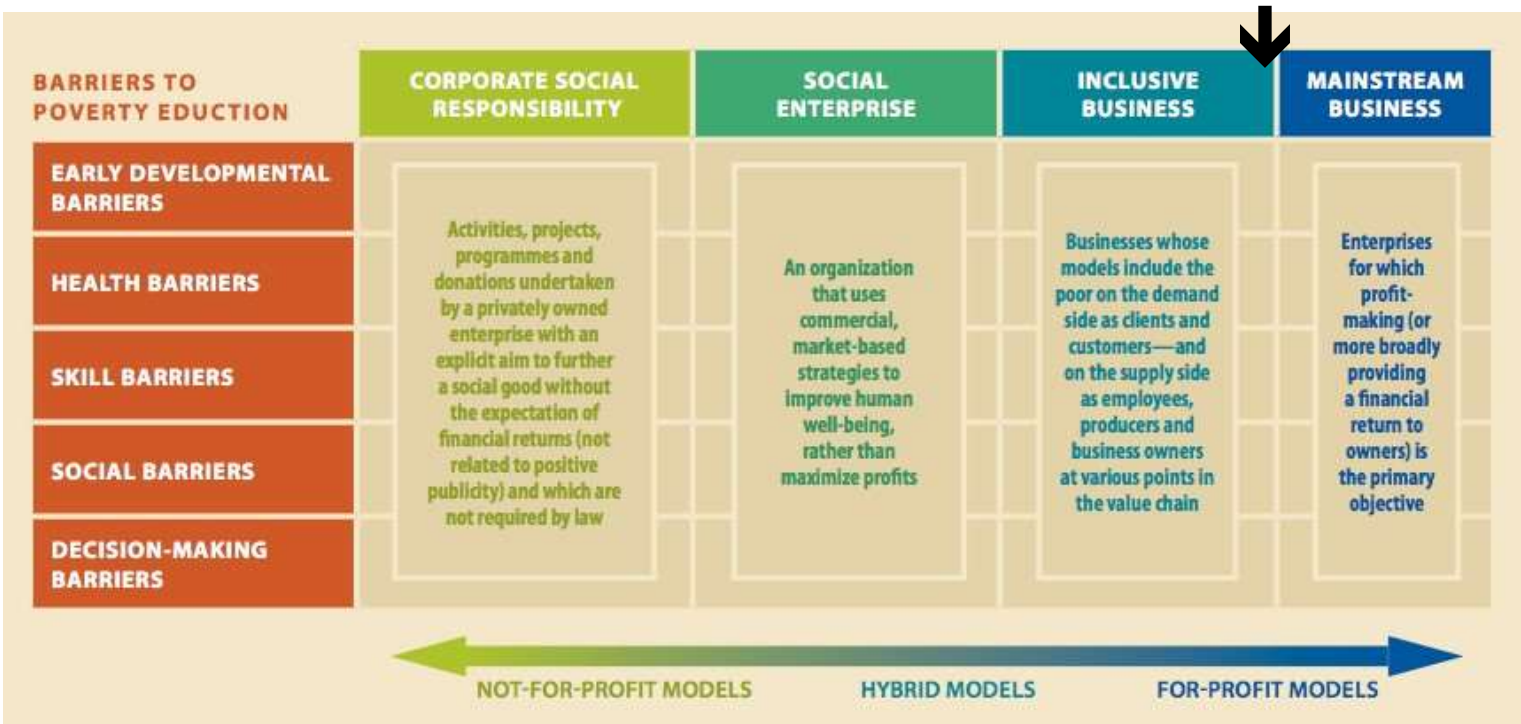 BARRIERS TO
POVERTY EDUCTION
CORPORATE SOCIAL
RESPONSIBILITY
SOCIAL
ENTERPRISE
INCLUSIVE
BUSINESS
MAINSTREAM
BUSINESS
EARLY DEVELOPMENTAL
BARRIERS
HEALTH BARRIERS
SKILL BARRIERS
SOCIAL BARRIERS
DECISION-MAKING
BARRIERS
Activities, projects,
programmes and
donations undertaken
by a privately owned
enterprise with an
explicit aim to further
a social good without
the expectation of
financial returns (not
related to positive
publicity) and which are
not required by law
An organization
that uses
commercial,
market-based
strategies to
improve human
well-being,
rather than
maximize profits
Businesses whose
models include the
poor on the demand
side as clients and
customers—and
on the supply side
as employees,
producers and
business owners
at various points in
the value chain
Enterprises
for which
profit-
making (or
more broadly
providing
a financial
return to
owners) is
the primary
objective
NOT-FOR-PROFIT MODELS
HYBRID MODELS
FOR-PROFIT MODELS